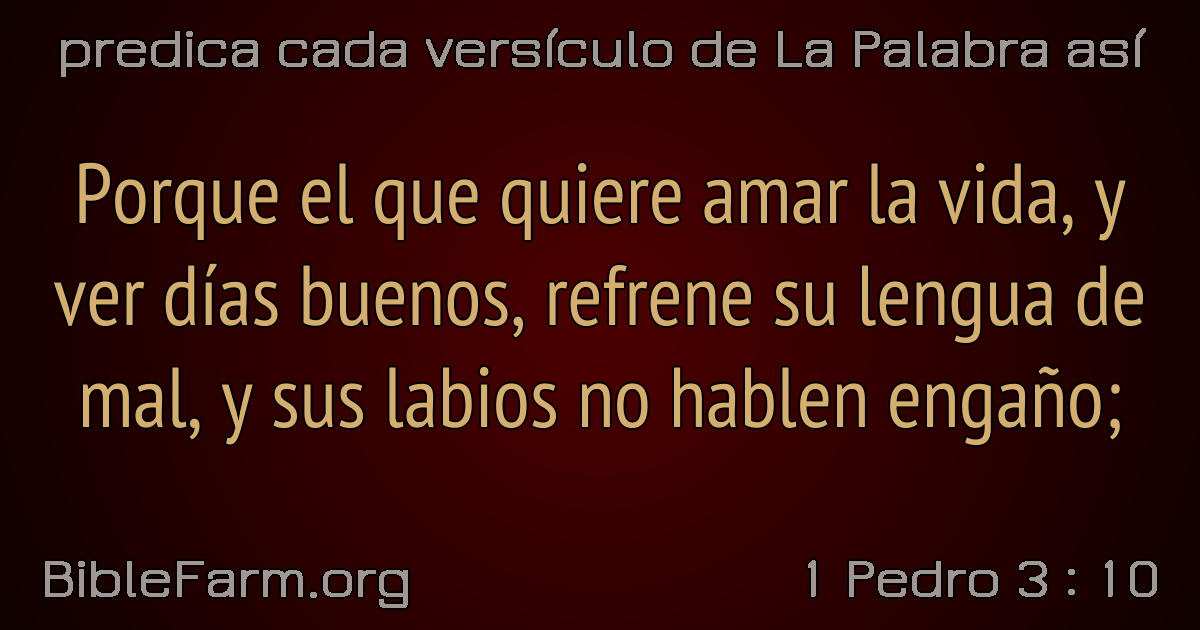 predica cada versículo de La Palabra así
Porque el que quiere amar la vida, y
ver días buenos, refrene su lengua de
mal, y sus labios no hablen engaño;
BibleFarm.org
1 Pedro 3 : 10